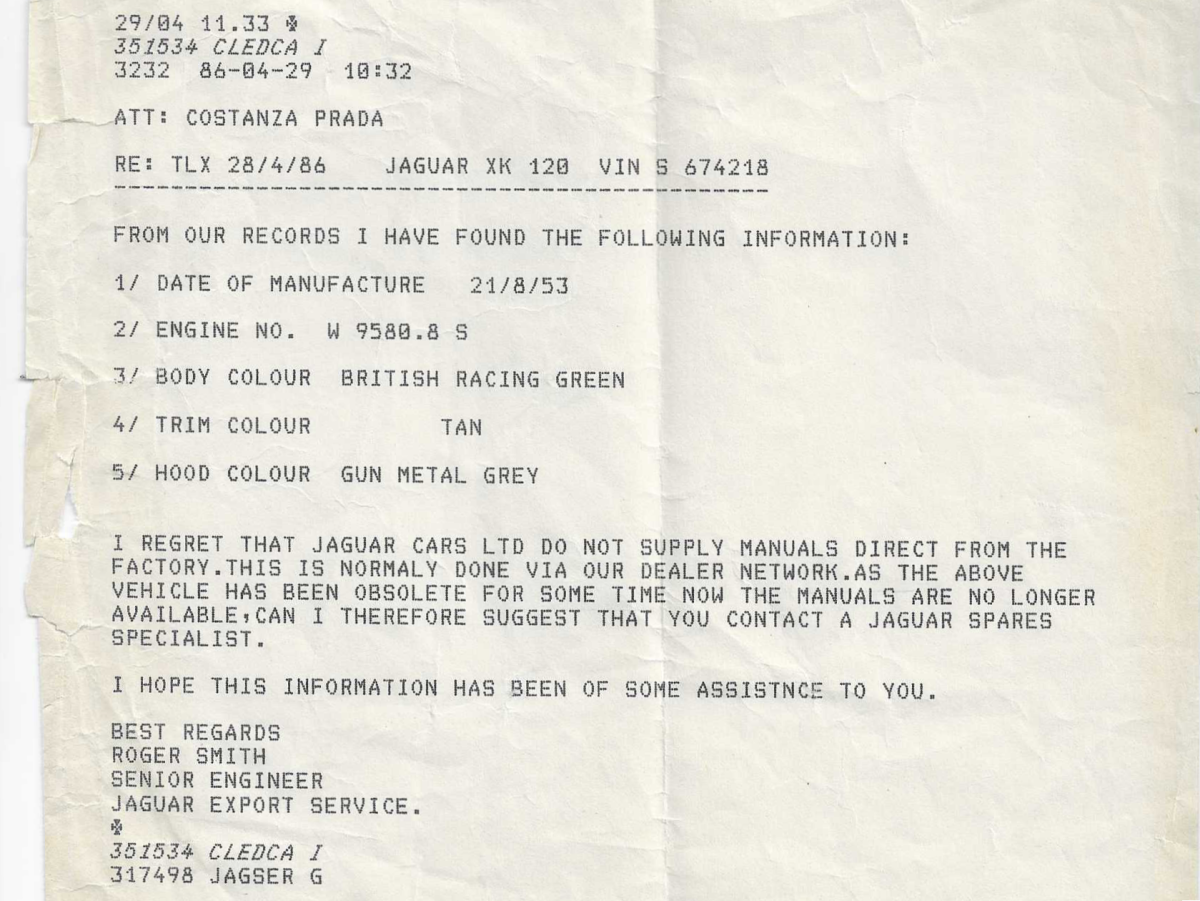 29/04 11.33 ✠
351534 CLEDCA I
3232  86-04-29  10:32
ATT: COSTANZA PRADA
RE: TLX 28/4/86    JAGUAR XK 120  VIN S 674218
----------------------------------------------
FROM OUR RECORDS I HAVE FOUND THE FOLLOWING INFORMATION:
1/ DATE OF MANUFACTURE   21/8/53
2/ ENGINE NO.  W 9580.8 S
3/ BODY COLOUR  BRITISH RACING GREEN
4/ TRIM COLOUR         TAN
5/ HOOD COLOUR  GUN METAL GREY
I REGRET THAT JAGUAR CARS LTD DO NOT SUPPLY MANUALS DIRECT FROM THE
FACTORY.THIS IS NORMALY DONE VIA OUR DEALER NETWORK.AS THE ABOVE
VEHICLE HAS BEEN OBSOLETE FOR SOME TIME NOW THE MANUALS ARE NO LONGER
AVAILABLE,CAN I THEREFORE SUGGEST THAT YOU CONTACT A JAGUAR SPARES
SPECIALIST.
I HOPE THIS INFORMATION HAS BEEN OF SOME ASSISTNCE TO YOU.
BEST REGARDS
ROGER SMITH
SENIOR ENGINEER
JAGUAR EXPORT SERVICE.
✠
351534 CLEDCA I
317498 JAGSER G